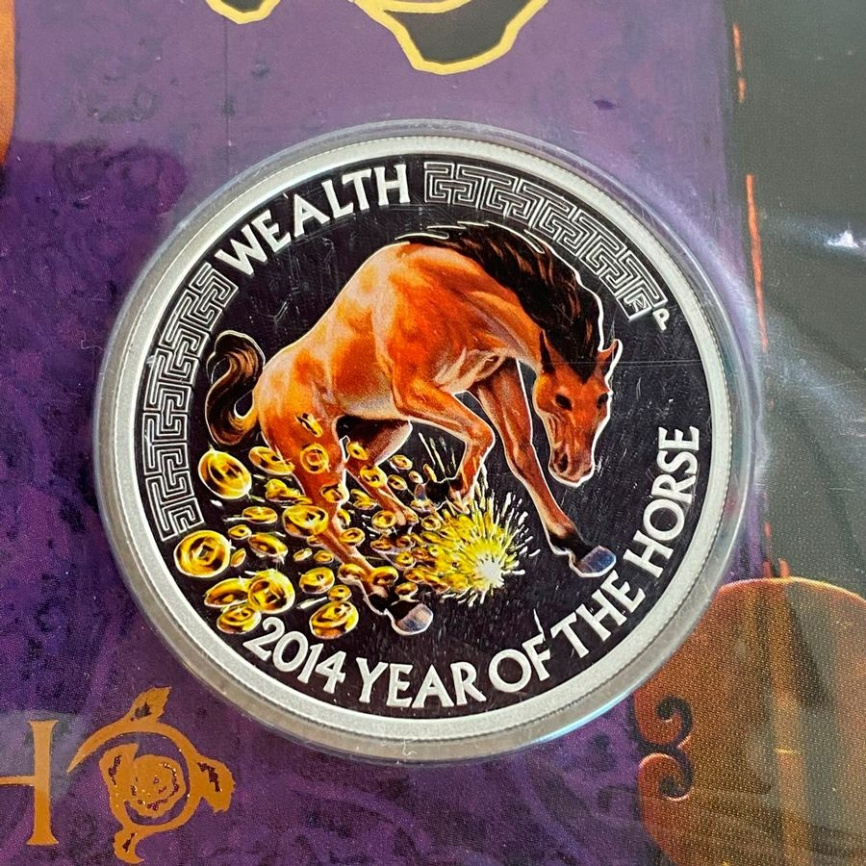 WEALTH
P
2014 YEAR OF THE HORSE
H